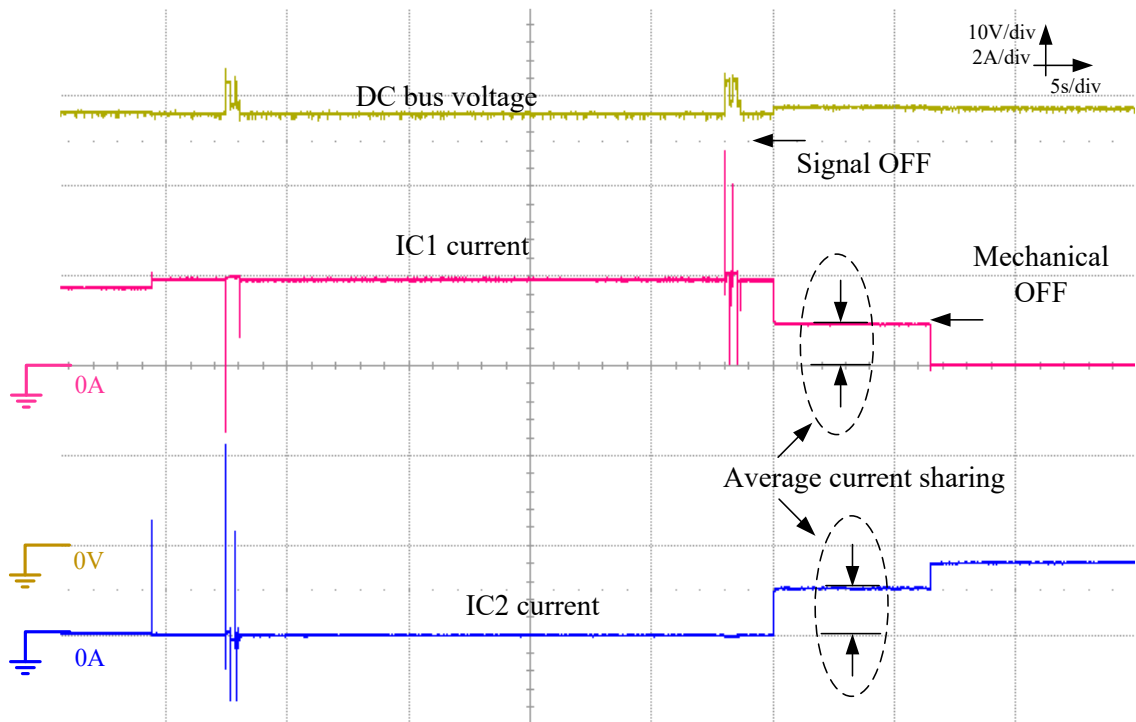 10V/div
2A/div
5s/div
DC bus voltage
Signal OFF
IC1 current
Mechanical
OFF
0A
Average current sharing
0V
IC2 current
0A